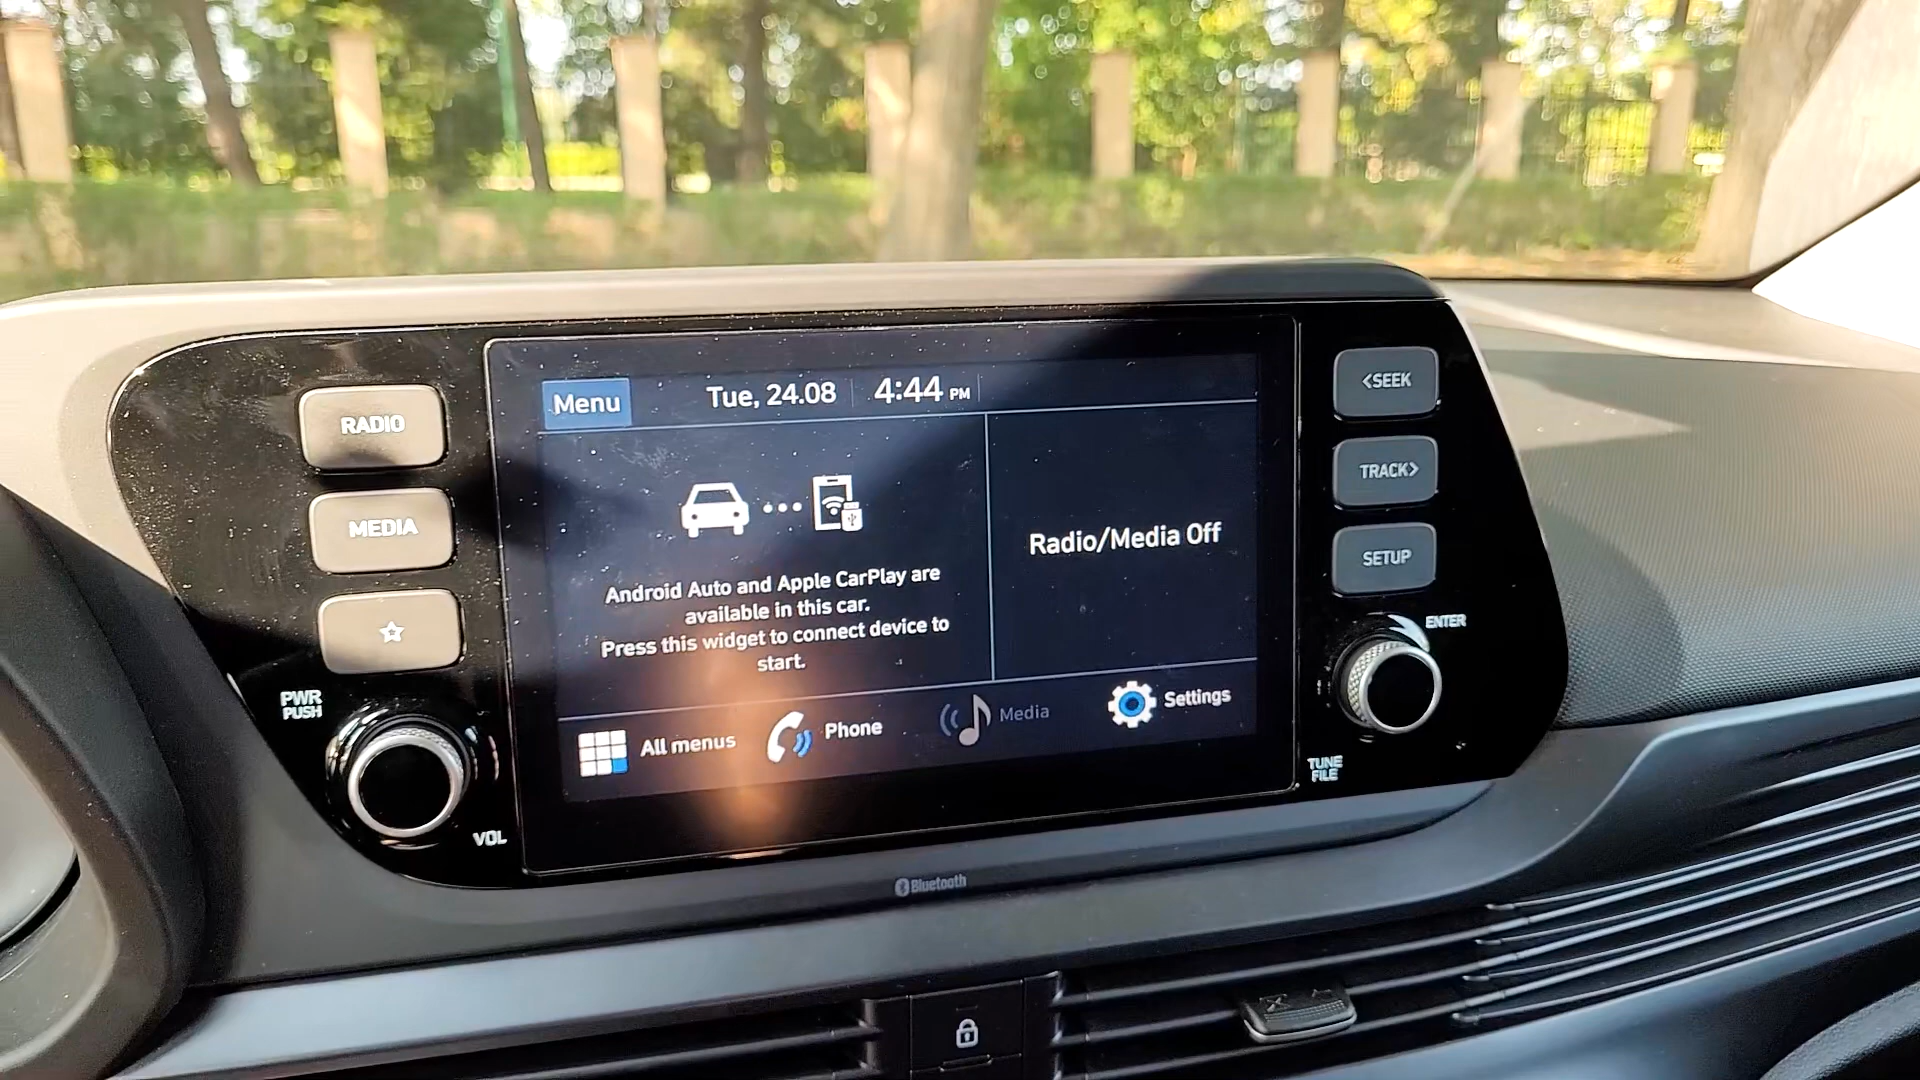 RADIO
MEDIA
PWR
PUSH
VOL
Menu
Tue, 24.08
4:44 PM
Android Auto and Apple CarPlay are
available in this car.
Press this widget to connect device to
start.
Radio/Media Off
All menus
Phone
Media
Settings
<SEEK
TRACK>
SETUP
ENTER
TUNE
FILE
Bluetooth